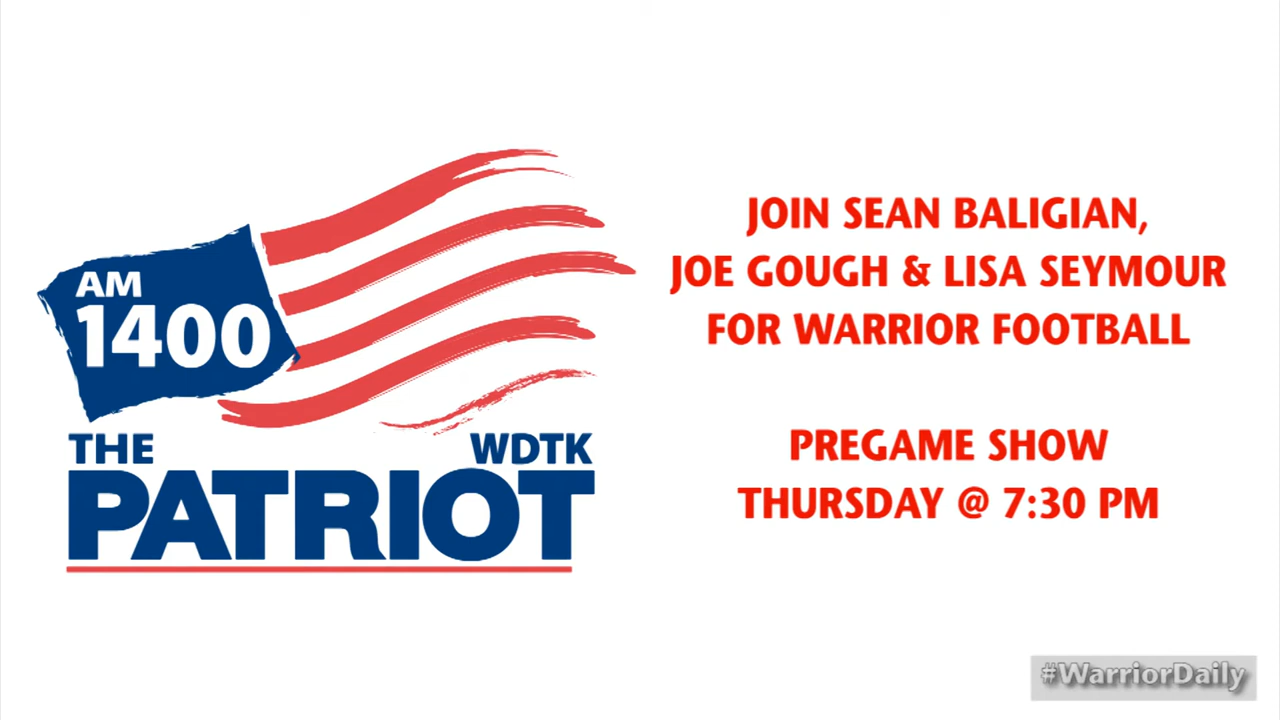 AM
1400
THE WDTK
PATRIOT
JOIN SEAN BALIGIAN,
JOE GOUGH & LISA SEYMOUR
FOR WARRIOR FOOTBALL
PREGAME SHOW
THURSDAY @ 7:30 PM
#WarriorDaily